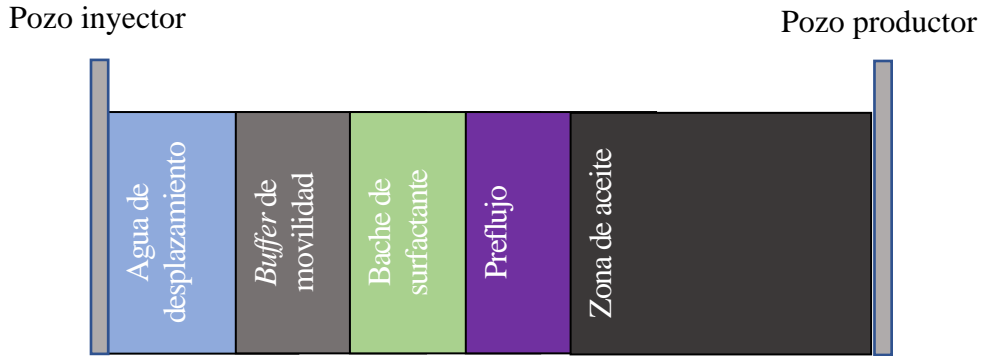 Pozo inyector
Pozo productor
Agua de
desplazamiento
Buffer de
movilidad
Bache de
surfactante
Preflujo
Zona de aceite